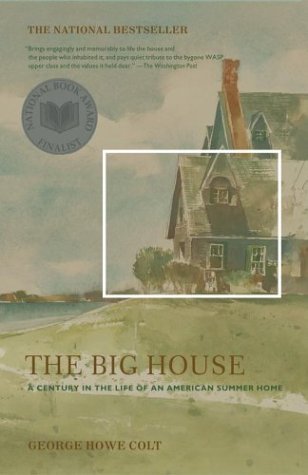 THE NATIONAL BESTSELLER
"Brings engagingly and memorably to life the house and
the people who inhabited it, and pays quiet tribute to the bygone WASP
upper class and the values it held dear." — The Washington Post
NATIONAL BOOK AWARD
FINALIST
THE BIG HOUSE
A CENTURY IN THE LIFE OF AN AMERICAN SUMMER HOME
GEORGE HOWE COLT